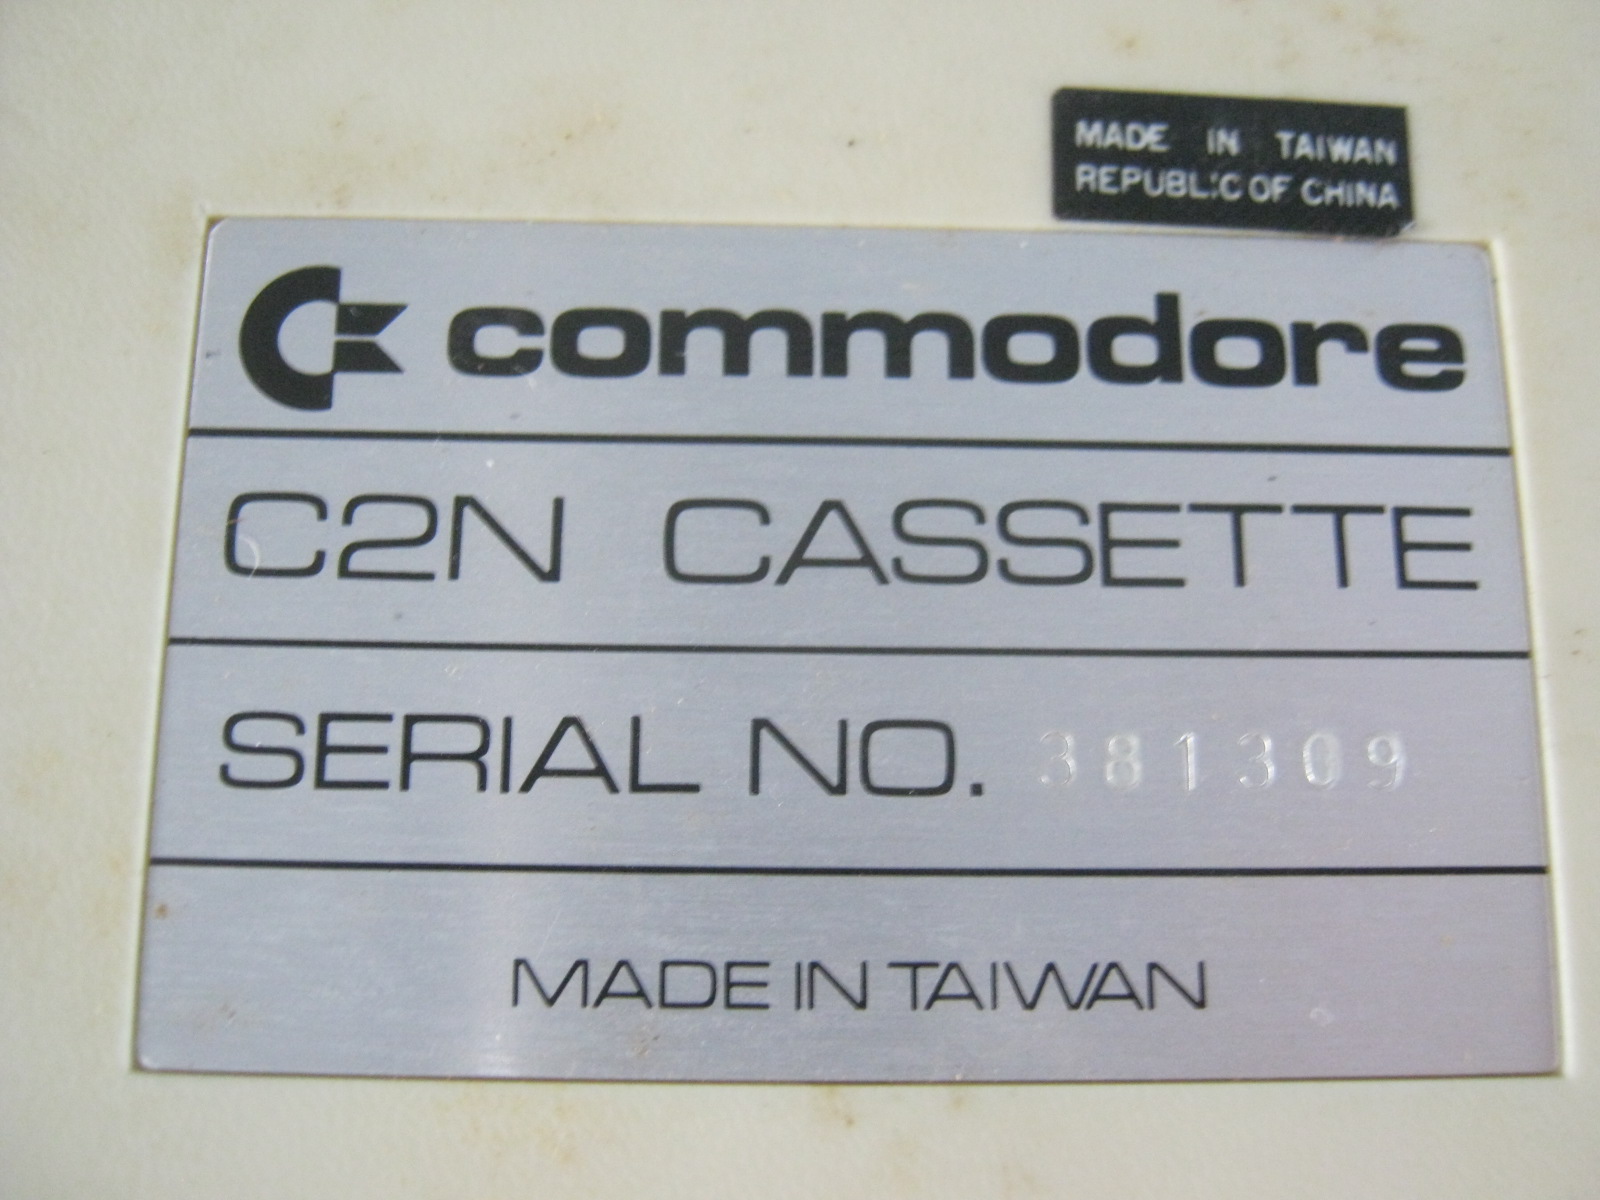 MADE IN TAIWAN
REPUBLIC OF CHINA
commodore
C2N CASSETTE
SERIAL NO. 381309
MADE IN TAIWAN